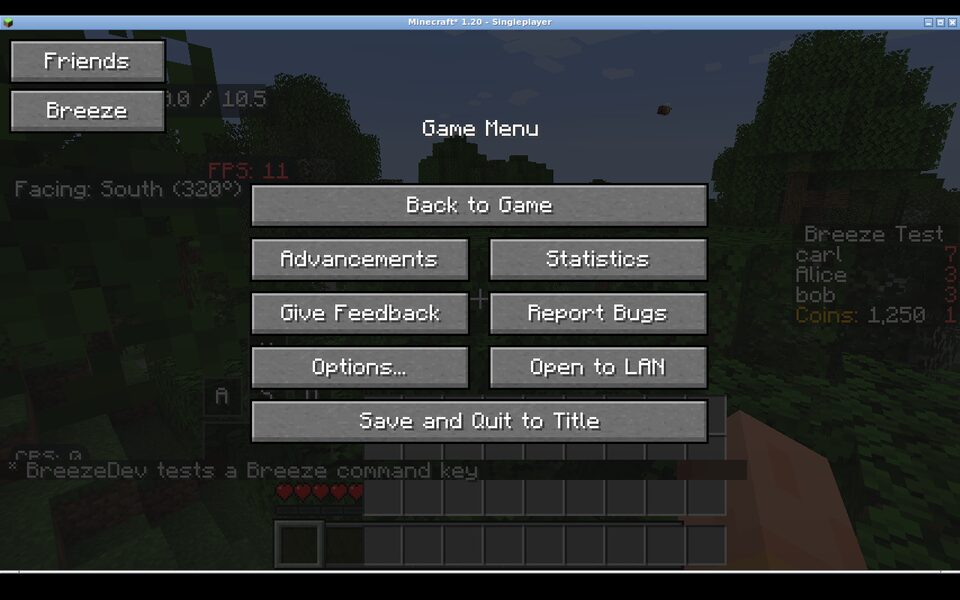 Minecraft* 1.20 - Singleplayer
Friends
Breeze
.0 / 10.5
Game Menu
FPS: 11
Facing: South (320°)
Back to Game
Advancements
Statistics
Give Feedback
Report Bugs
Options...
Open to LAN
Save and Quit to Title
Breeze Test
carl 7
Alice 3
bob 3
Coins: 1,250 1
A
CPS: 0
* BreezeDev tests a Breeze command key